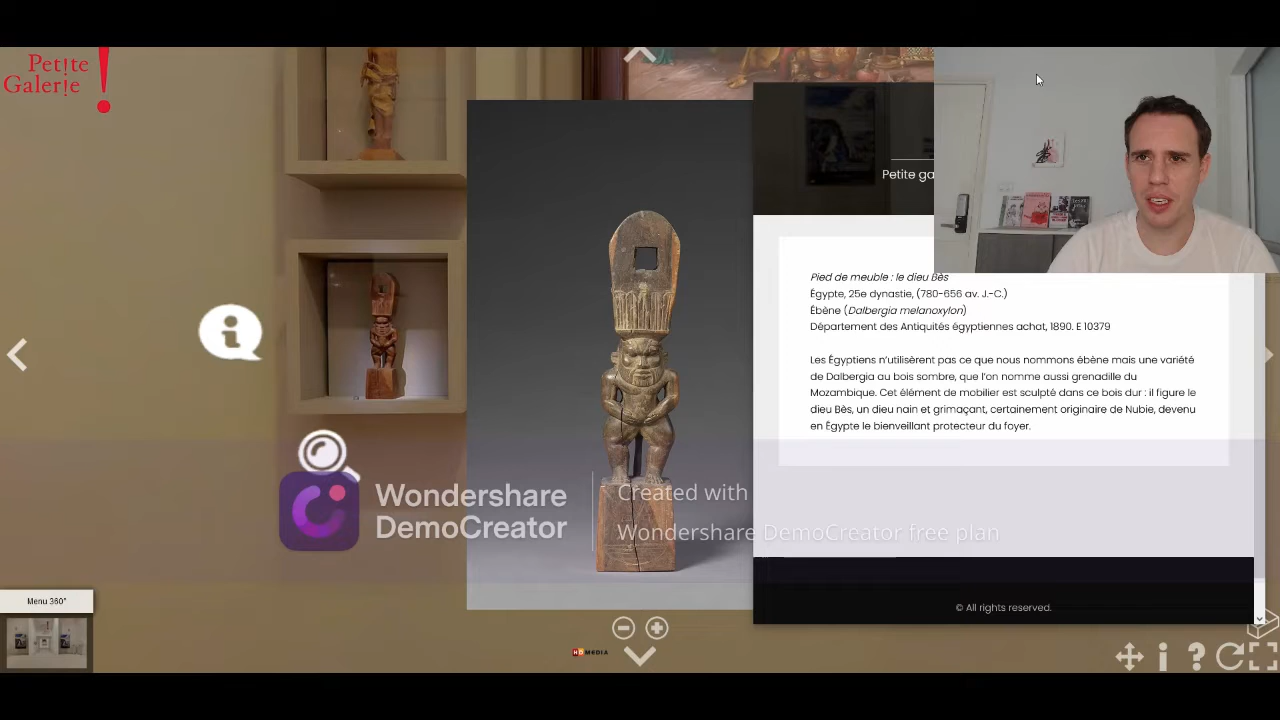 Petite
Galerie
Petite ga
Pied de meuble : le dieu Bès
Égypte, 25e dynastie, (780-656 av. J.-C.)
Ébène (Dalbergia melanoxylon)
Département des Antiquités égyptiennes achat, 1890. E 10379
Les Égyptiens n'utilisèrent pas ce que nous nommons ébène mais une variété
de Dalbergia au bois sombre, que l'on nomme aussi grenadille du
Mozambique. Cet élément de mobilier est sculpté dans ce bois dur : il figure le
dieu Bès, un dieu nain et grimaçant, certainement originaire de Nubie, devenu
en Égypte le bienveillant protecteur du foyer.
Wondershare
DemoCreator
Created with
Wondershare DemoCreator free plan
Menu 360°
© All rights reserved.
HD MEDIA